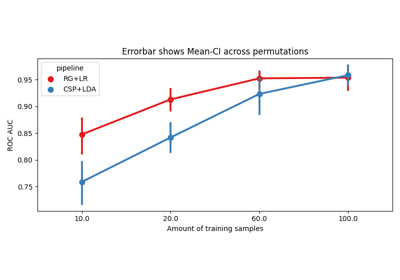 Errorbar shows Mean-CI across permutations
pipeline
RG+LR
CSP+LDA
ROC AUC
0.95
0.90
0.85
0.80
0.75
10.0 20.0 60.0 100.0
Amount of training samples